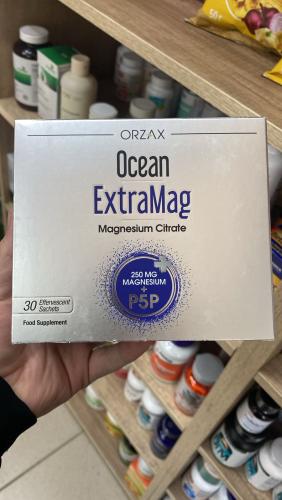 ORZAX
Ocean
ExtraMag
Magnesium Citrate
250 MG
MAGNESIUM
+
P5P
30 Effervescent
Sachets
Food Supplement